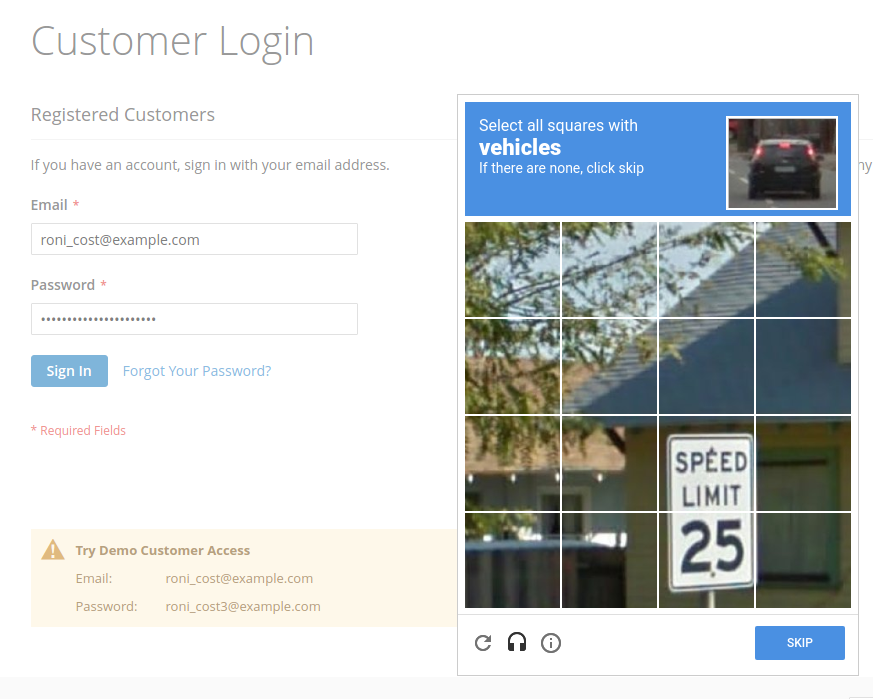 Customer Login
Registered Customers
If you have an account, sign in with your email address.
Email *
roni_cost@example.com
Password *
•••••••••••••••••••••
Sign In
Forgot Your Password?
* Required Fields
Try Demo Customer Access
Email: roni_cost@example.com
Password: roni_cost3@example.com
Select all squares with
vehicles
If there are none, click skip
SPEED
LIMIT
25
SKIP